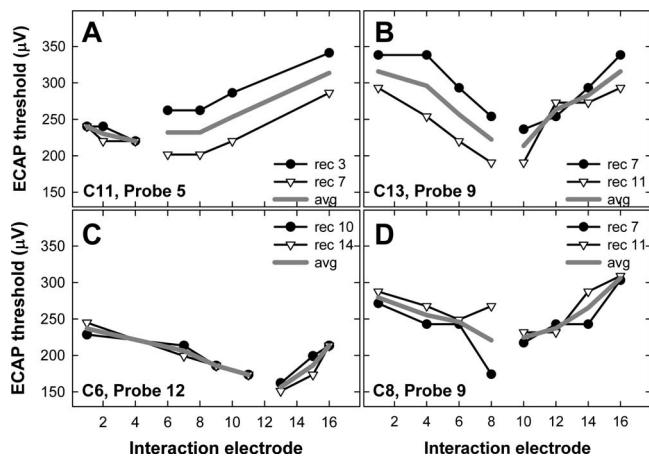 A
B
ECAP threshold (µV)
350
300
250
200
150
rec 3
rec 7
avg
C11, Probe 5
rec 7
rec 11
avg
C13, Probe 9
C
D
ECAP threshold (µV)
350
300
250
200
150
rec 10
rec 14
avg
C6, Probe 12
rec 7
rec 11
avg
C8, Probe 9
2 4 6 8 10 12 14 16
2 4 6 8 10 12 14 16
Interaction electrode
Interaction electrode